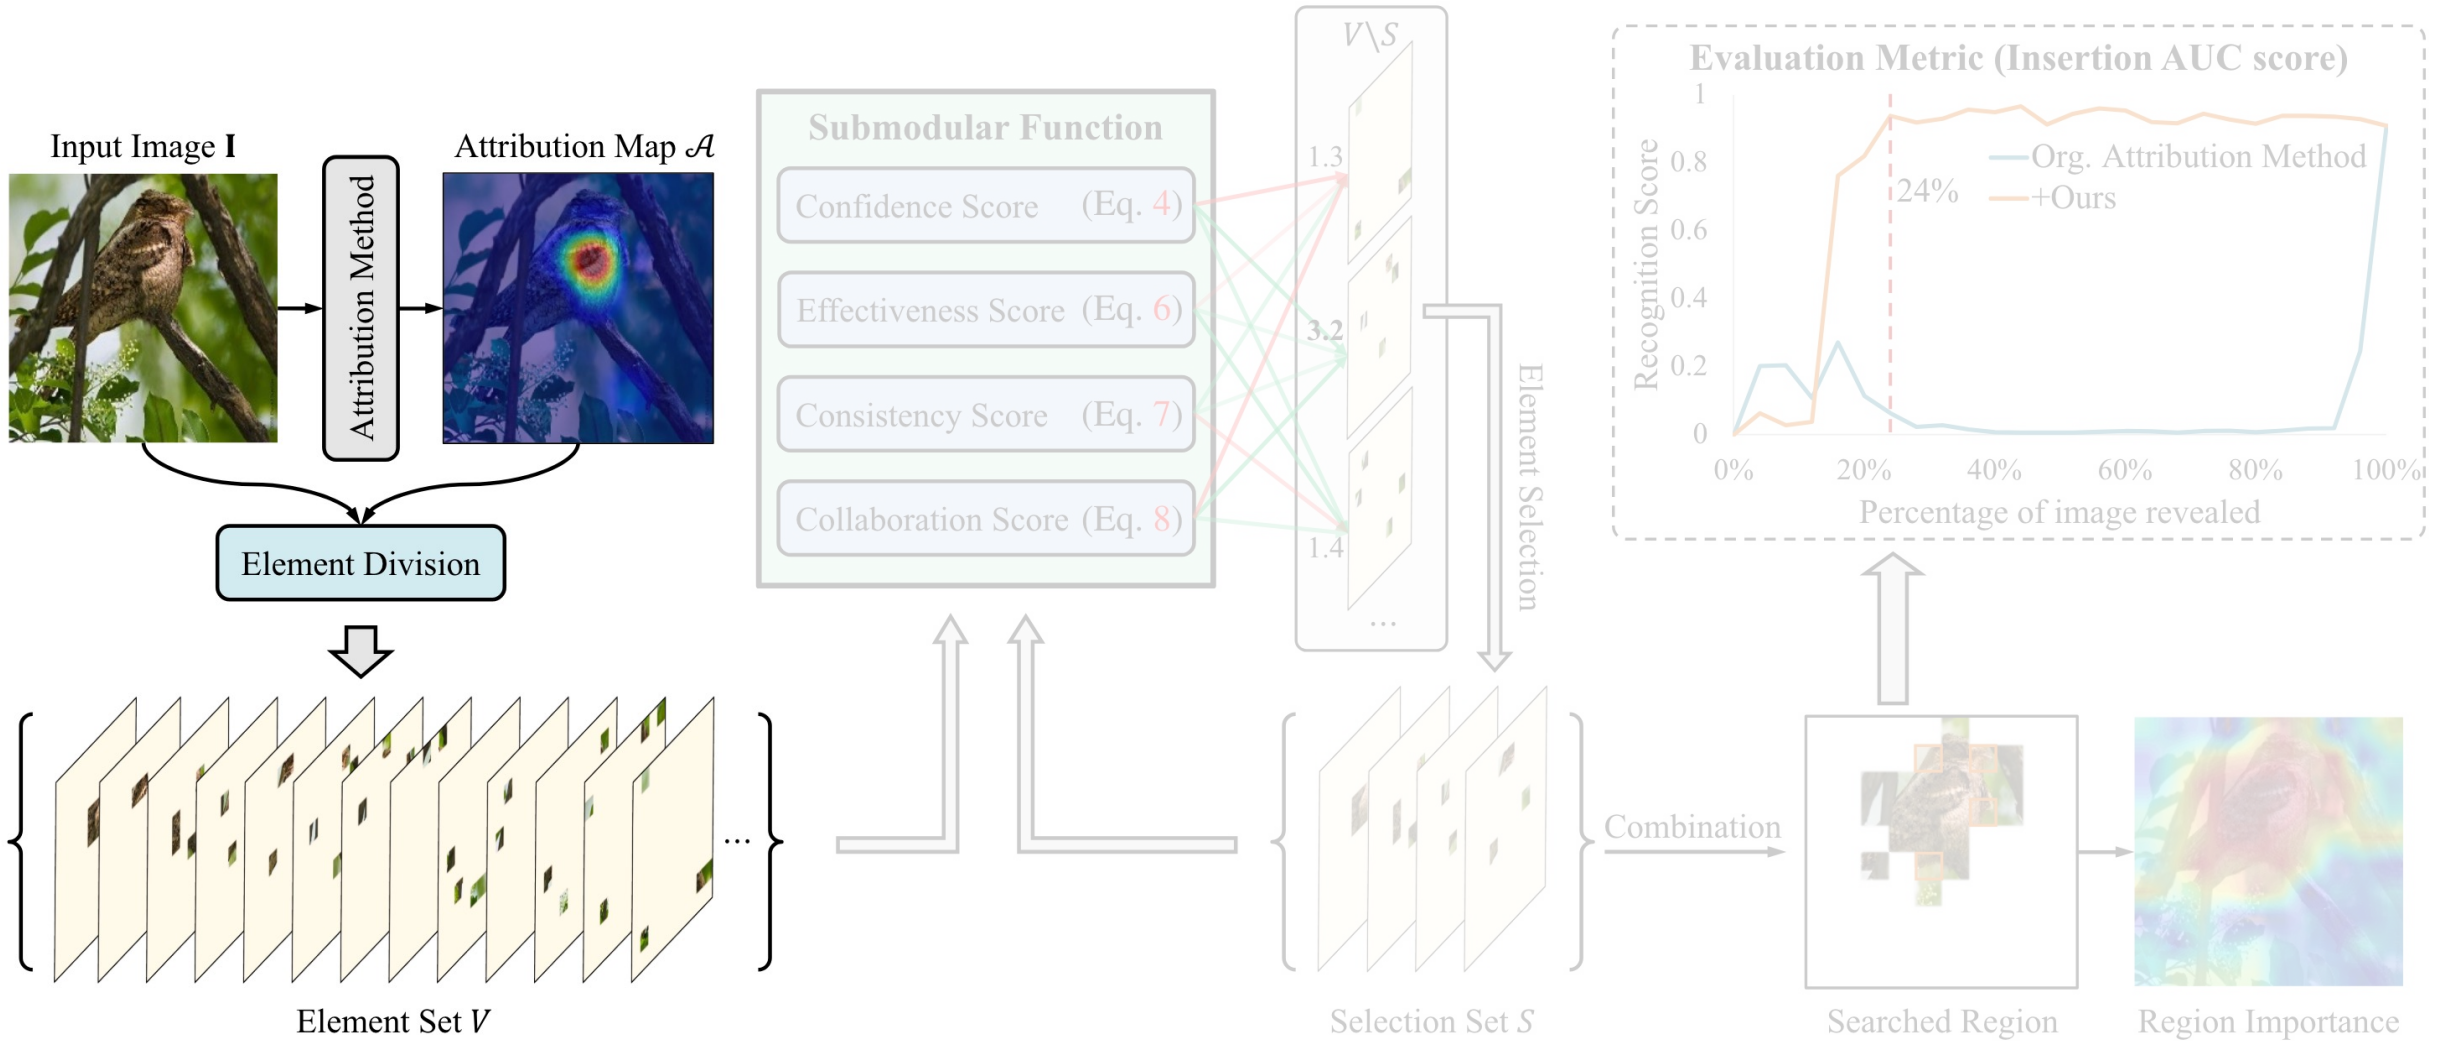 Input Image I
Attribution Method
Attribution Map 𝒜
Element Division
...
Element Set V
Submodular Function
Confidence Score (Eq. 4)
Effectiveness Score (Eq. 6)
Consistency Score (Eq. 7)
Collaboration Score (Eq. 8)
V\S
1.3
3.2
1.4
...
Element Selection
Selection Set S
Combination
Searched Region
Region Importance
Evaluation Metric (Insertion AUC score)
Recognition Score
1
0.8
0.6
0.4
0.2
0
Org. Attribution Method
+Ours
24%
0% 20% 40% 60% 80% 100%
Percentage of image revealed